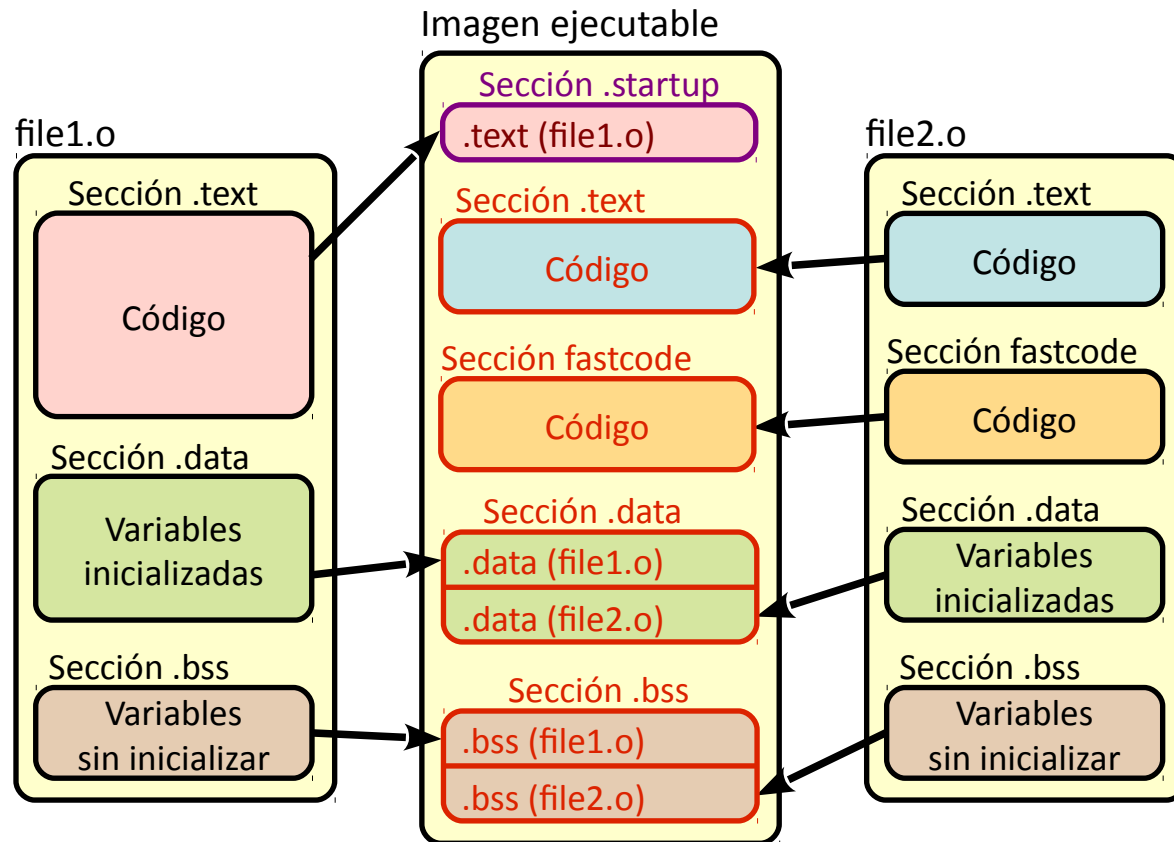 Imagen ejecutable
Sección .startup
.text (file1.o)
Sección .text
Código
Sección fastcode
Código
Sección .data
.data (file1.o)
.data (file2.o)
Sección .bss
.bss (file1.o)
.bss (file2.o)
file1.o
Sección .text
Código
Sección .data
Variables
inicializadas
Sección .bss
Variables
sin inicializar
file2.o
Sección .text
Código
Sección fastcode
Código
Sección .data
Variables
inicializadas
Sección .bss
Variables
sin inicializar